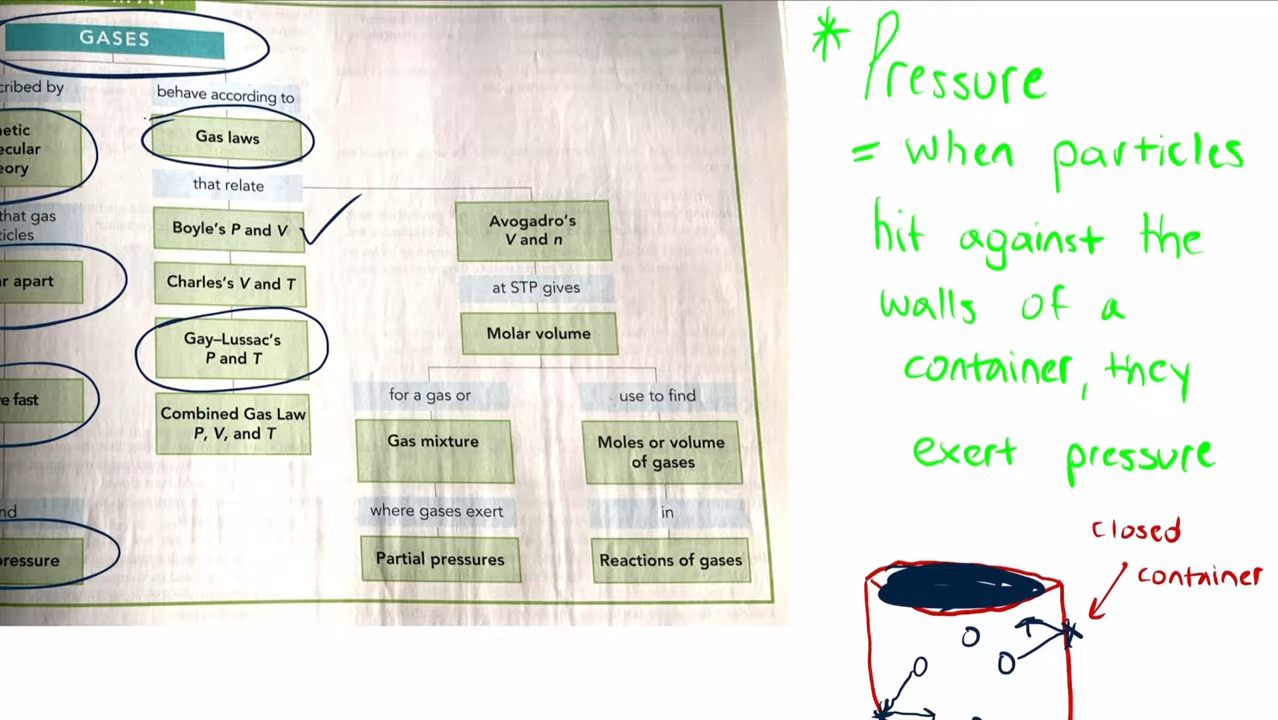 GASES
cribed by
behave according to
etic
ecular
eory
Gas laws
that relate
that gas
ticles
Boyle's P and V
Avogadro's
V and n
r apart
Charles's V and T
at STP gives
Gay–Lussac's
P and T
Molar volume
e fast
for a gas or
use to find
Combined Gas Law
P, V, and T
Gas mixture
Moles or volume
of gases
nd
where gases exert
in
ressure
Partial pressures
Reactions of gases
* Pressure
= when particles
hit against the
walls of a
container, they
exert pressure
closed
container